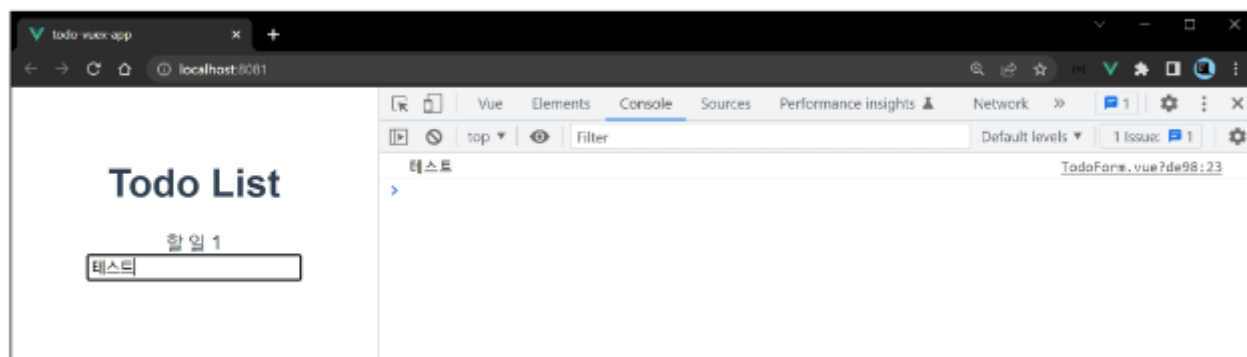 todo-vuex-app
localhost:8081
Vue Elements Console Sources Performance insights Network 1
top Filter Default levels 1 Issue: 1
테스트 TodoForm.vue?de98:23
Todo List
할 일 1
테스트